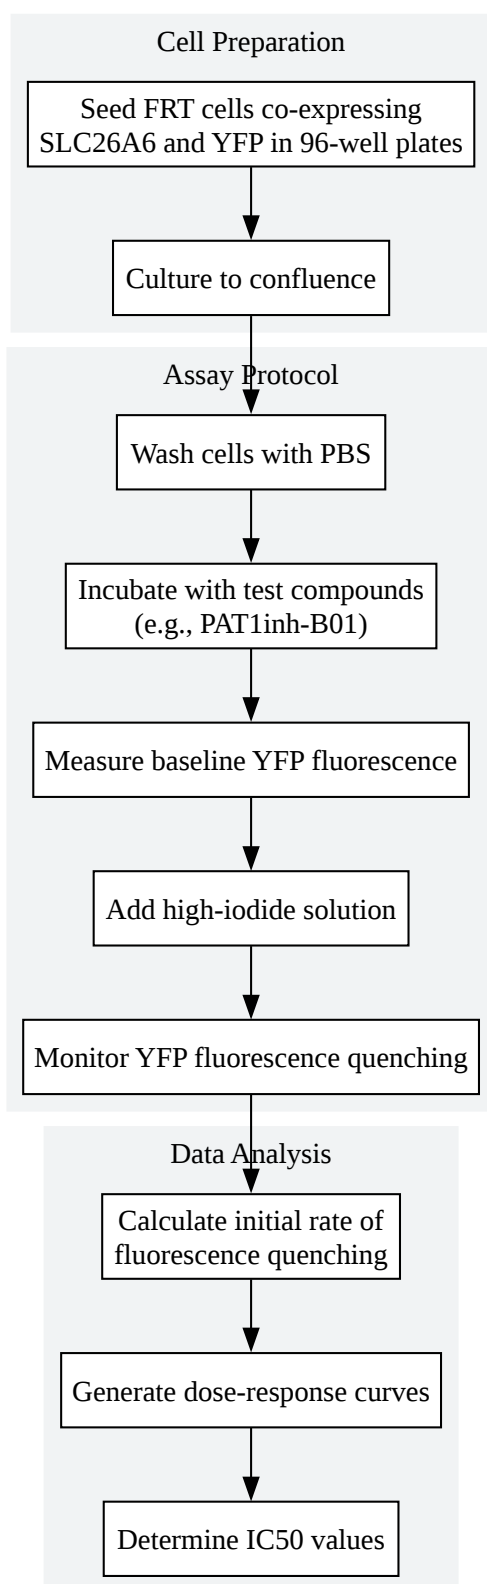 Cell Preparation
Seed FRT cells co-expressing
SLC26A6 and YFP in 96-well plates
Culture to confluence
Assay Protocol
Wash cells with PBS
Incubate with test compounds
(e.g., PAT1inh-B01)
Measure baseline YFP fluorescence
Add high-iodide solution
Monitor YFP fluorescence quenching
Data Analysis
Calculate initial rate of
fluorescence quenching
Generate dose-response curves
Determine IC50 values